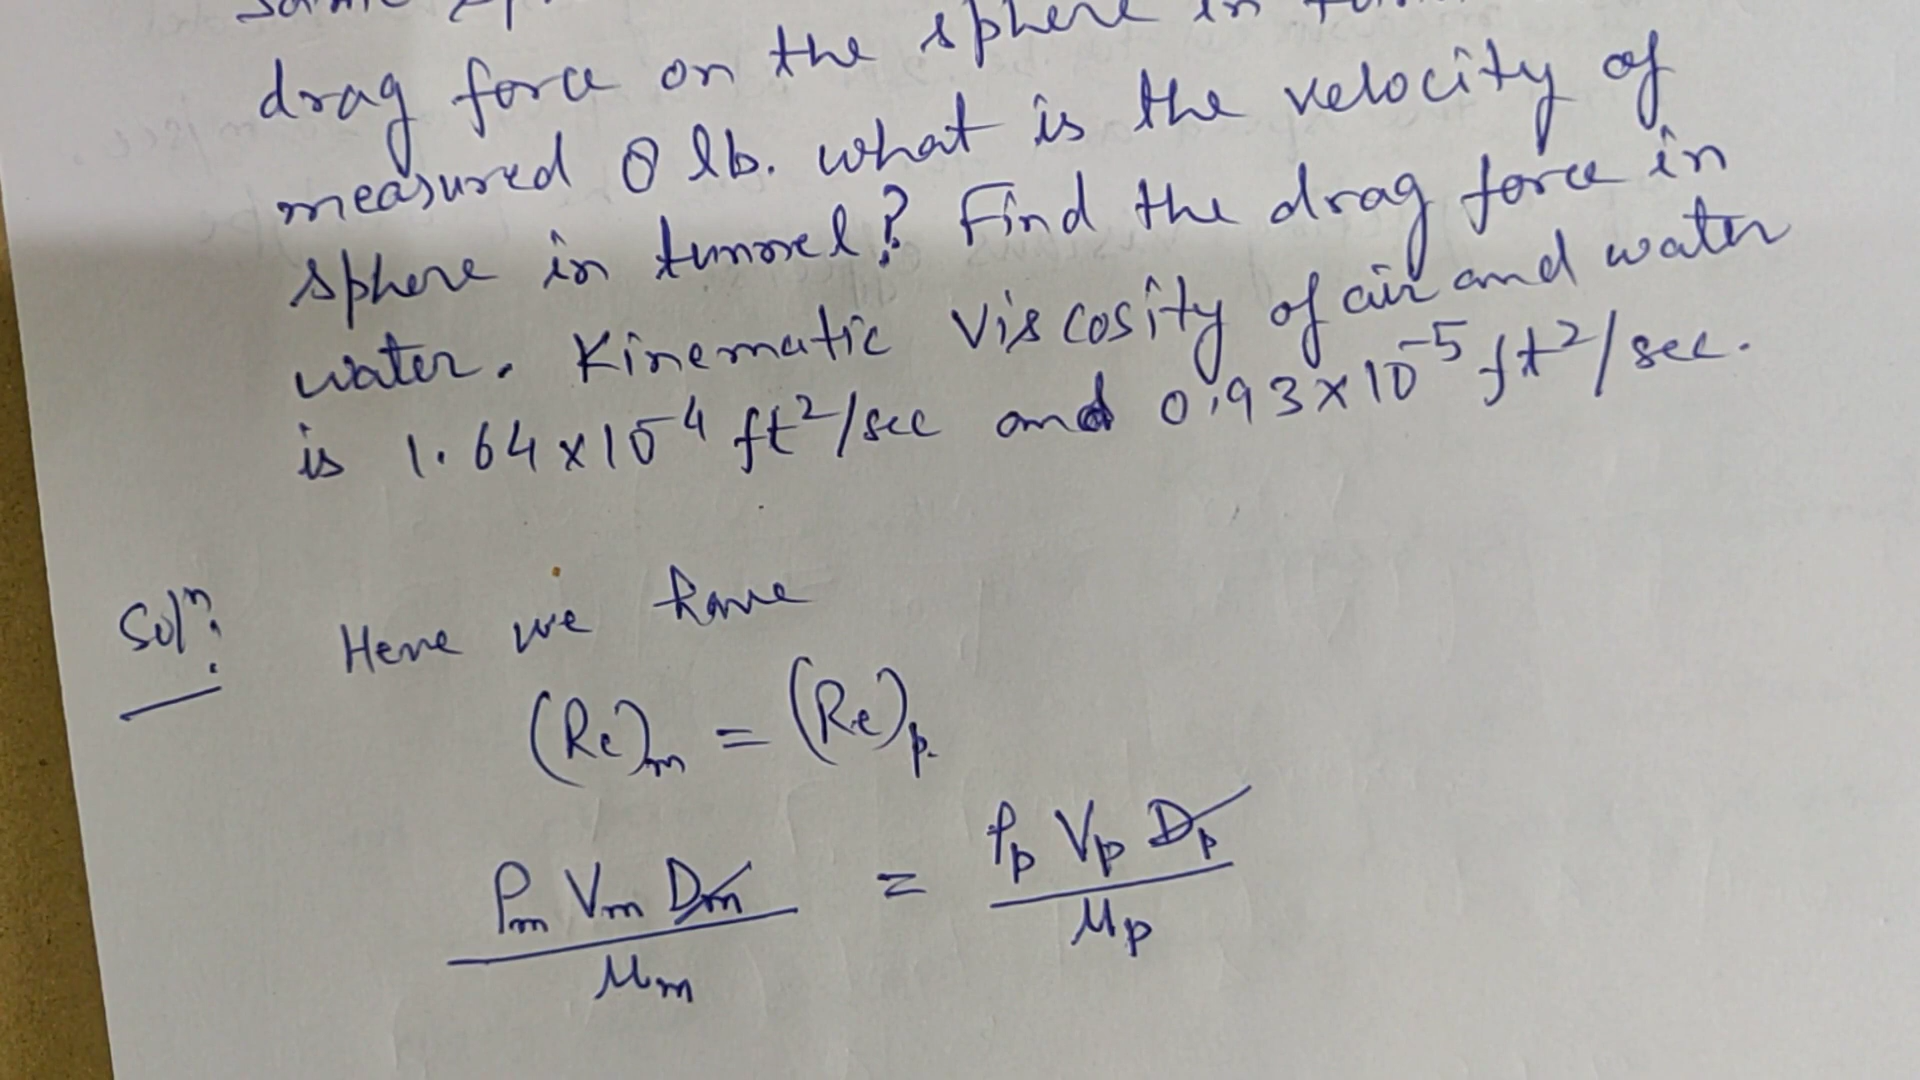 drag force on the sphere in
measured 8 lb. what is the velocity of
sphere in tunnel? Find the drag force in
water. Kinematic viscosity of air and water
is 1.64 x 10^-4 ft²/sec and 0.93 x 10^-5 ft²/sec.
Solⁿ: Here we have
(Re)m = (Re)p.
ρm Vm Dm / μm = ρp Vp Dp / μp